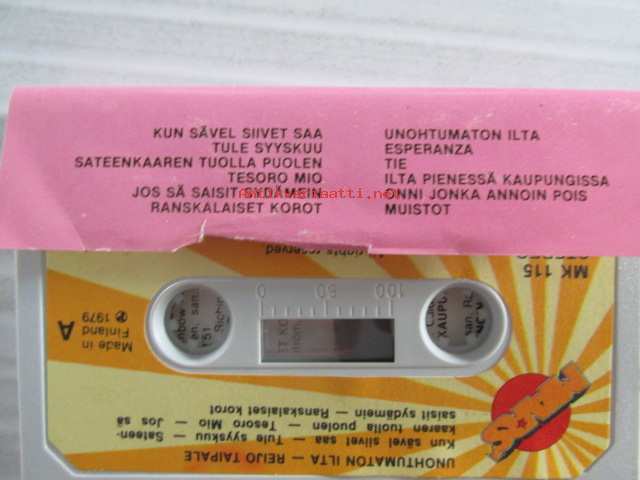 KUN SÄVEL SIIVET SAA
TULE SYYSKUU
SATEENKAAREN TUOLLA PUOLEN
TESORO MIO
JOS SÄ SAISIT SYDÄMEIN
RANSKALAISET KOROT
UNOHTUMATON ILTA
ESPERANZA
TIE
ILTA PIENESSÄ KAUPUNGISSA
ONNI JONKA ANNOIN POIS
MUISTOT
UNOHTUMATON ILTA — REIJO TAIPALE
Kun sävel siivet saa — Tule syyskuu — Sateen-
kaaren tuolla puolen — Tesoro Mio — Jos sä
saisit sydämein — Ranskalaiset korot
A
Made in
Finland
℗ 1979
0 50 100
MK 115
STEREO
rights reserved